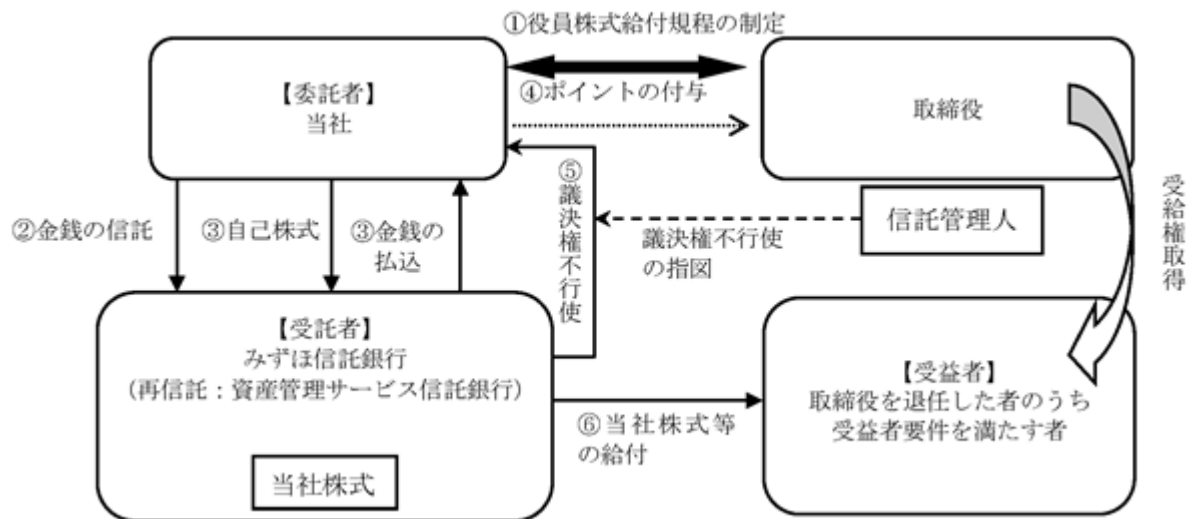 ①役員株式給付規程の制定
【委託者】
当社
④ポイントの付与
取締役
②金銭の信託
③自己株式
③金銭の
払込
⑤議決権不行使
議決権不行使
の指図
信託管理人
受給権取得
【受託者】
みずほ信託銀行
(再信託:資産管理サービス信託銀行)
当社株式
⑥当社株式等
の給付
【受益者】
取締役を退任した者のうち
受益者要件を満たす者